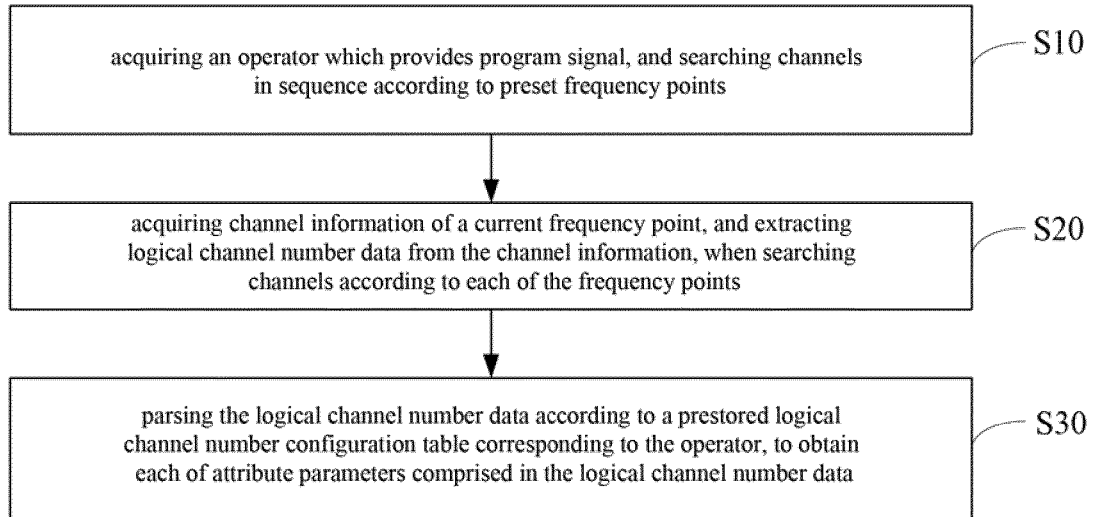 acquiring an operator which provides program signal, and searching channels
in sequence according to preset frequency points
S10
acquiring channel information of a current frequency point, and extracting
logical channel number data from the channel information, when searching
channels according to each of the frequency points
S20
parsing the logical channel number data according to a prestored logical
channel number configuration table corresponding to the operator, to obtain
each of attribute parameters comprised in the logical channel number data
S30